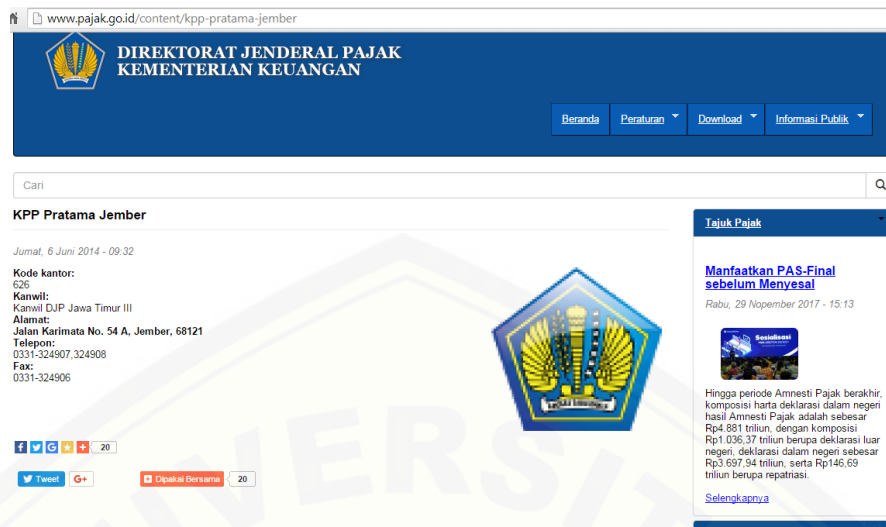 www.pajak.go.id/content/kpp-pratama-jember
DIREKTORAT JENDERAL PAJAK
KEMENTERIAN KEUANGAN
Beranda
Peraturan
Download
Informasi Publik
Cari
KPP Pratama Jember
Jumat, 6 Juni 2014 - 09:32
Kode kantor:
626
Kanwil:
Kanwil DJP Jawa Timur III
Alamat:
Jalan Karimata No. 54 A, Jember, 68121
Telepon:
0331-324907,324908
Fax:
0331-324906
20
Tweet
G+
Dipakai Bersama
20
Tajuk Pajak
Manfaatkan PAS-Final
sebelum Menyesal
Rabu, 29 Nopember 2017 - 15:13
Sosialisasi
Hingga periode Amnesti Pajak berakhir,
komposisi harta deklarasi dalam negeri
hasil Amnesti Pajak adalah sebesar
Rp4.881 triliun, dengan komposisi
Rp1.036,37 triliun berupa deklarasi luar
negeri, deklarasi dalam negeri sebesar
Rp3.697,94 triliun, serta Rp146,69
triliun berupa repatriasi.
Selengkapnya